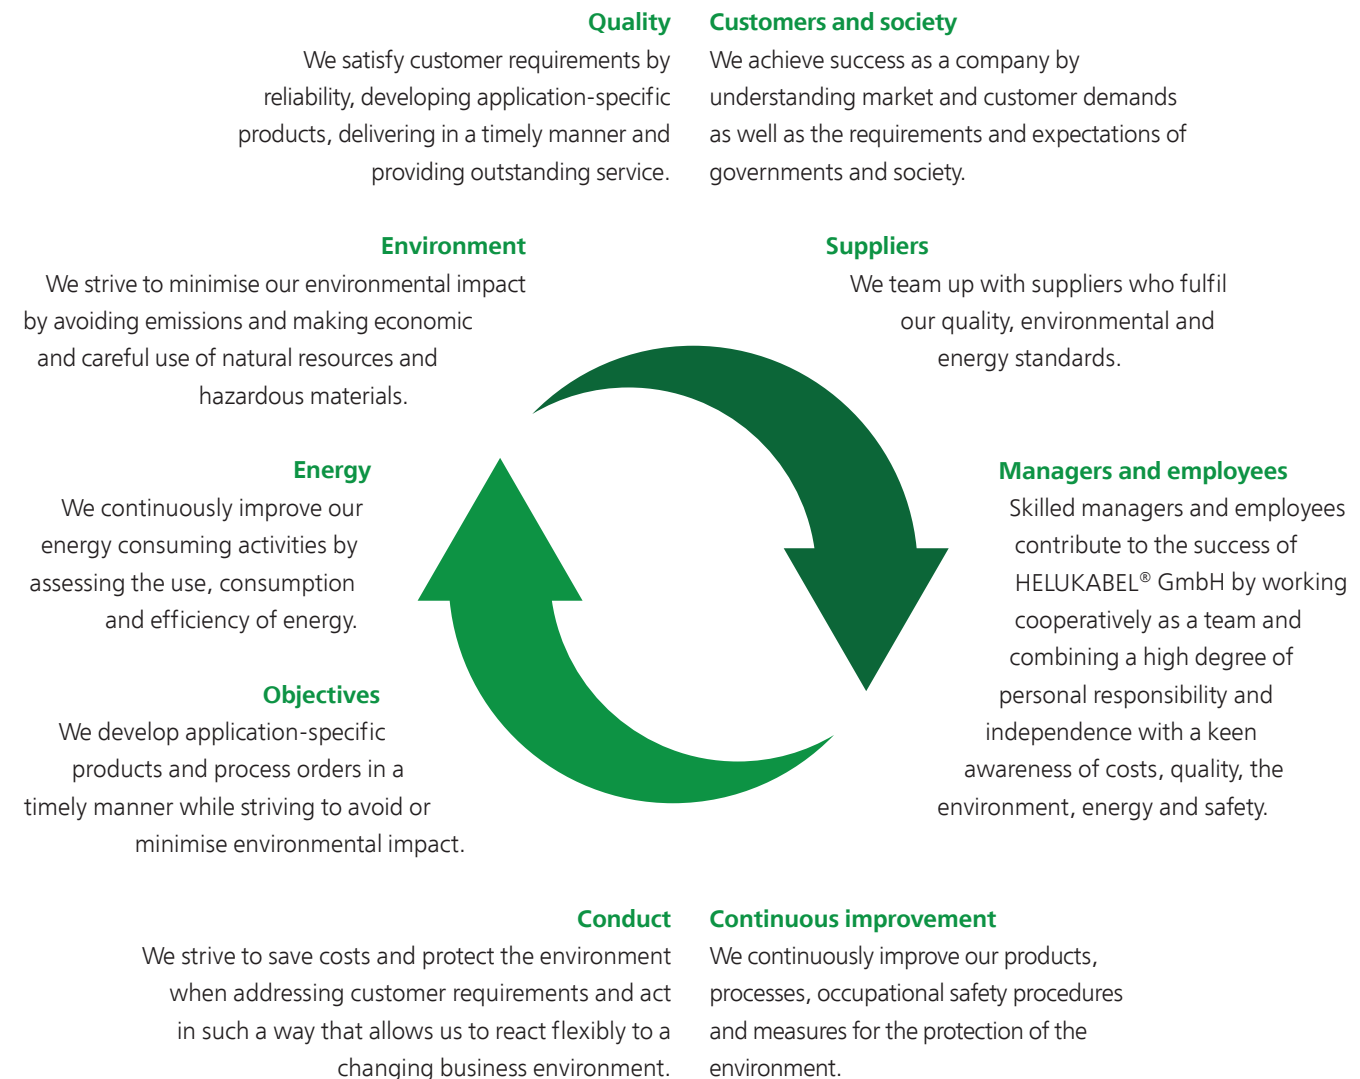 Quality
We satisfy customer requirements by
reliability, developing application-specific
products, delivering in a timely manner and
providing outstanding service.
Customers and society
We achieve success as a company by
understanding market and customer demands
as well as the requirements and expectations of
governments and society.
Environment
We strive to minimise our environmental impact
by avoiding emissions and making economic
and careful use of natural resources and
hazardous materials.
Suppliers
We team up with suppliers who fulfil
our quality, environmental and
energy standards.
Energy
We continuously improve our
energy consuming activities by
assessing the use, consumption
and efficiency of energy.
Managers and employees
Skilled managers and employees
contribute to the success of
HELUKABEL® GmbH by working
cooperatively as a team and
combining a high degree of
personal responsibility and
independence with a keen
awareness of costs, quality, the
environment, energy and safety.
Objectives
We develop application-specific
products and process orders in a
timely manner while striving to avoid or
minimise environmental impact.
Conduct
We strive to save costs and protect the environment
when addressing customer requirements and act
in such a way that allows us to react flexibly to a
changing business environment.
Continuous improvement
We continuously improve our products,
processes, occupational safety procedures
and measures for the protection of the
environment.